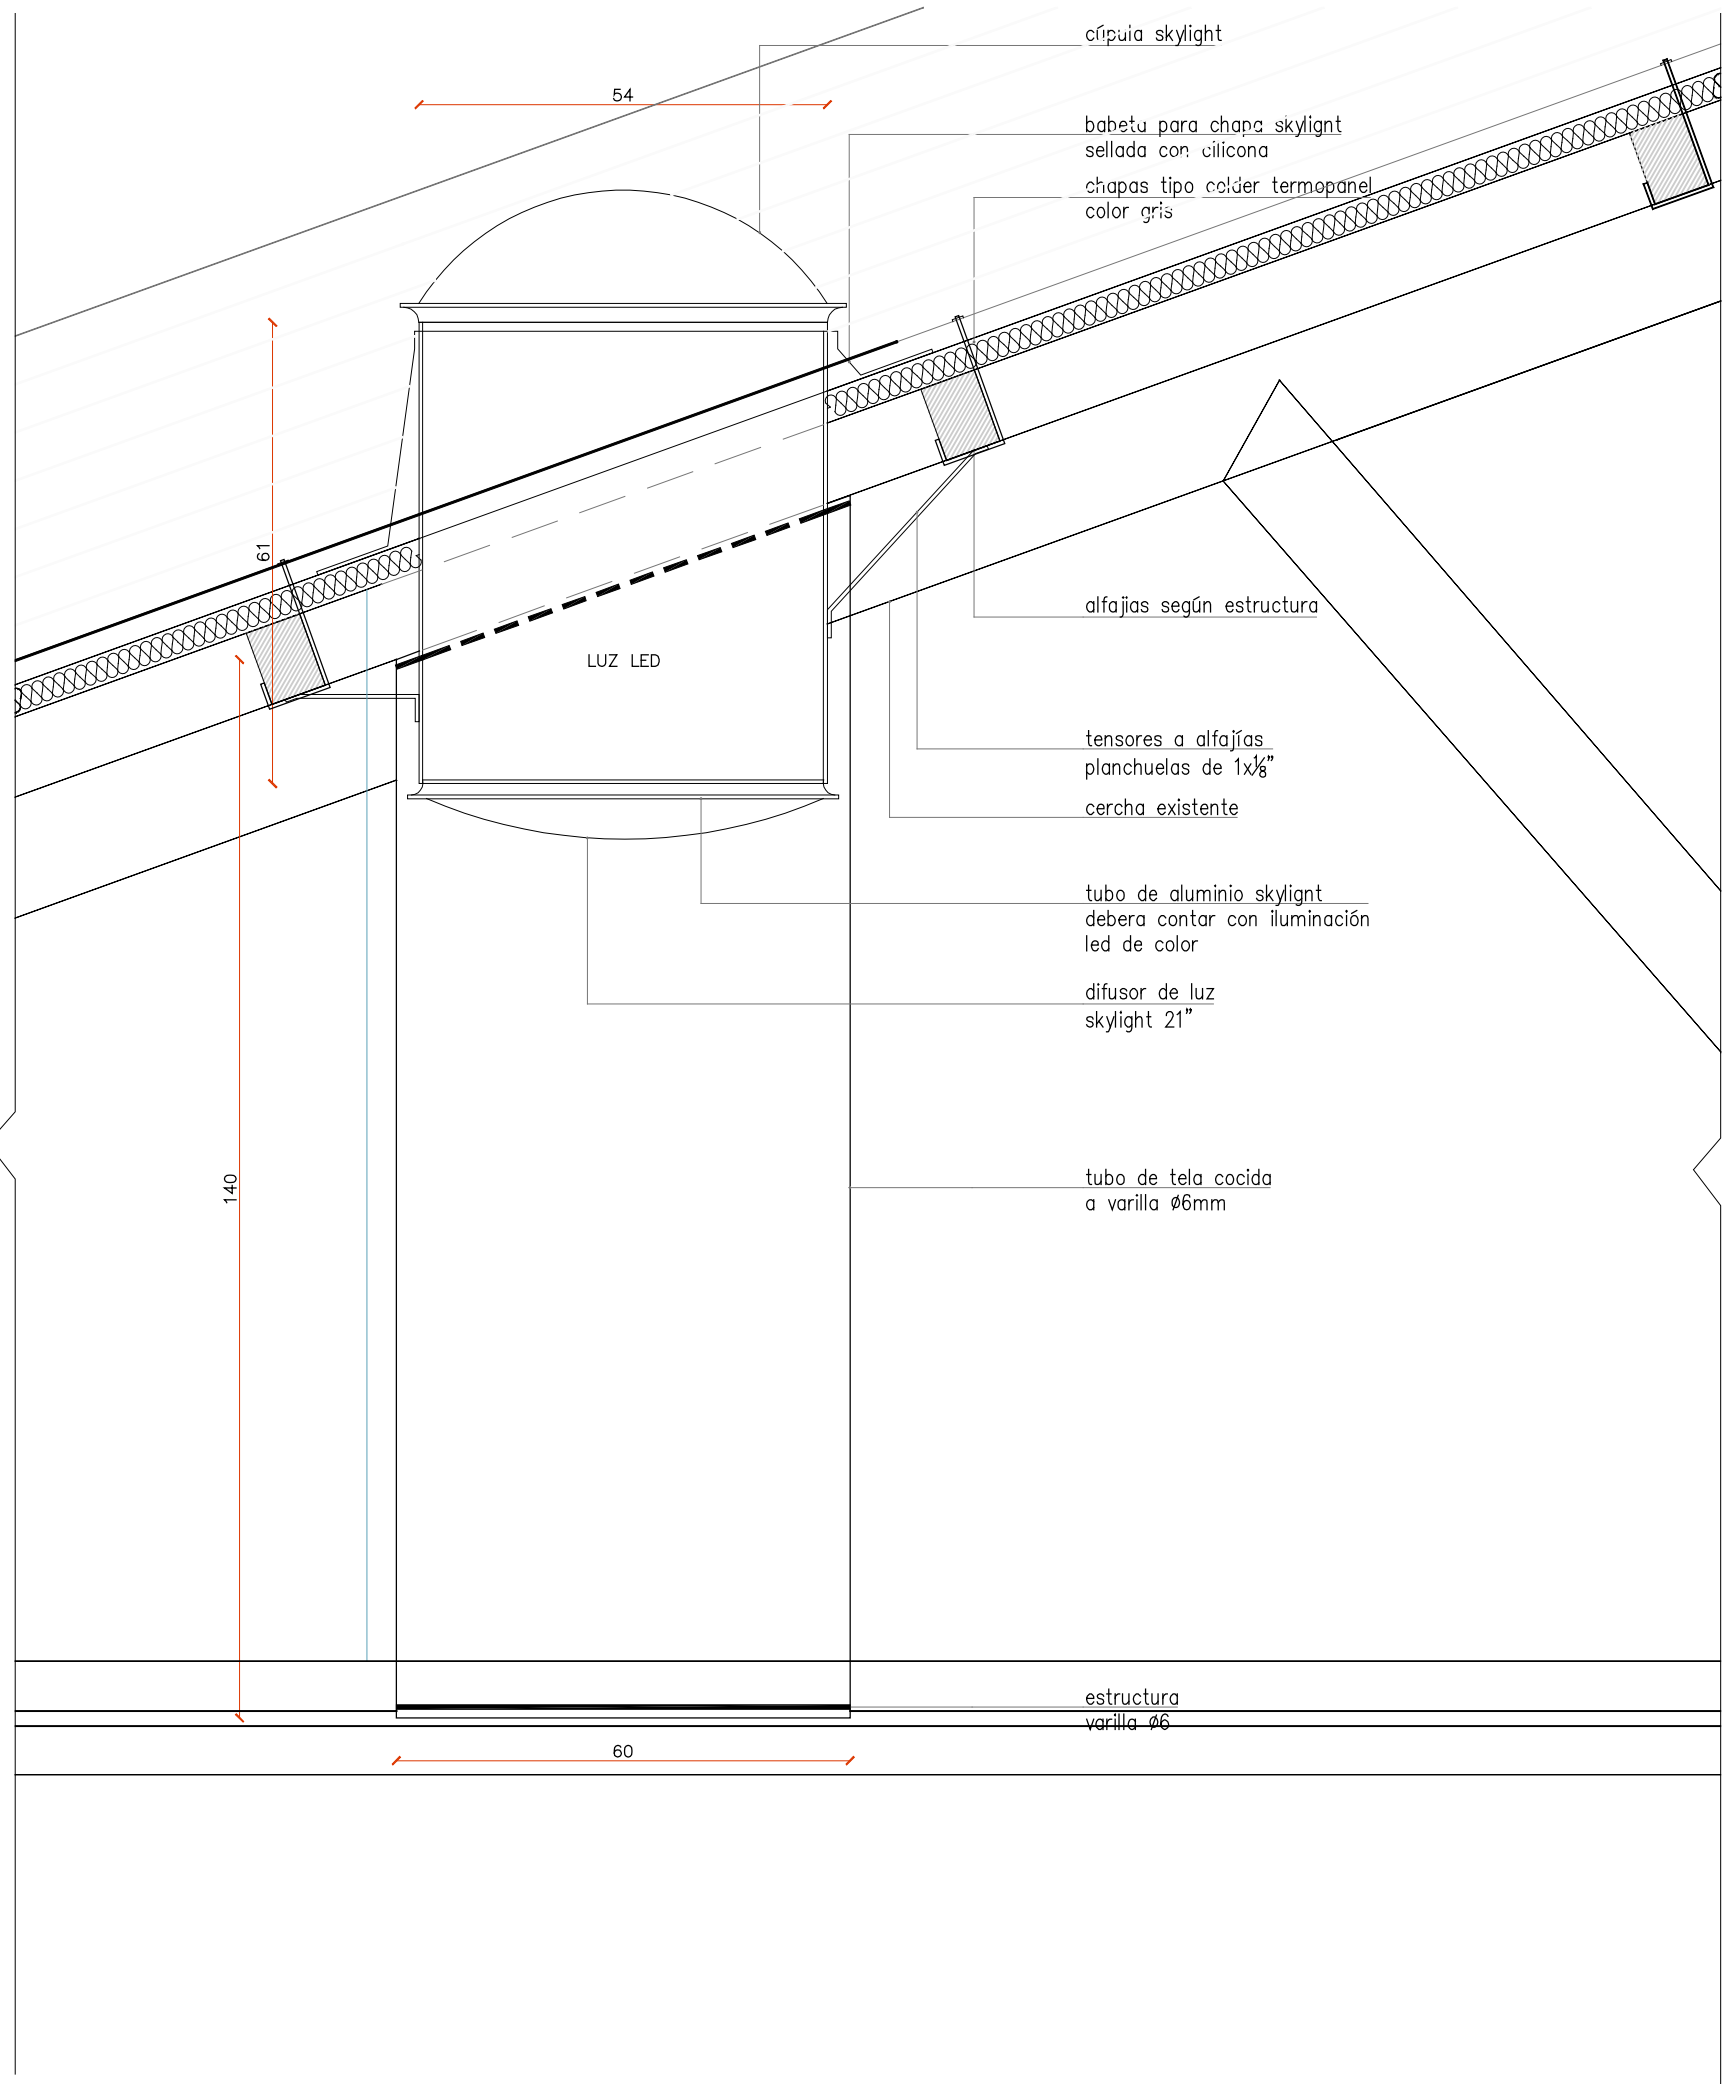 cúpula skylight
54
babeta para chapa skylignt
sellada con cilicona
chapas tipo colder termopanel
color gris
61
alfajias según estructura
LUZ LED
tensores a alfajías
planchuelas de 1x⅛”
cercha existente
tubo de aluminio skylignt
debera contar con iluminación
led de color
difusor de luz
skylight 21”
140
tubo de tela cocida
a varilla Ø6mm
estructura
varilla Ø6
60